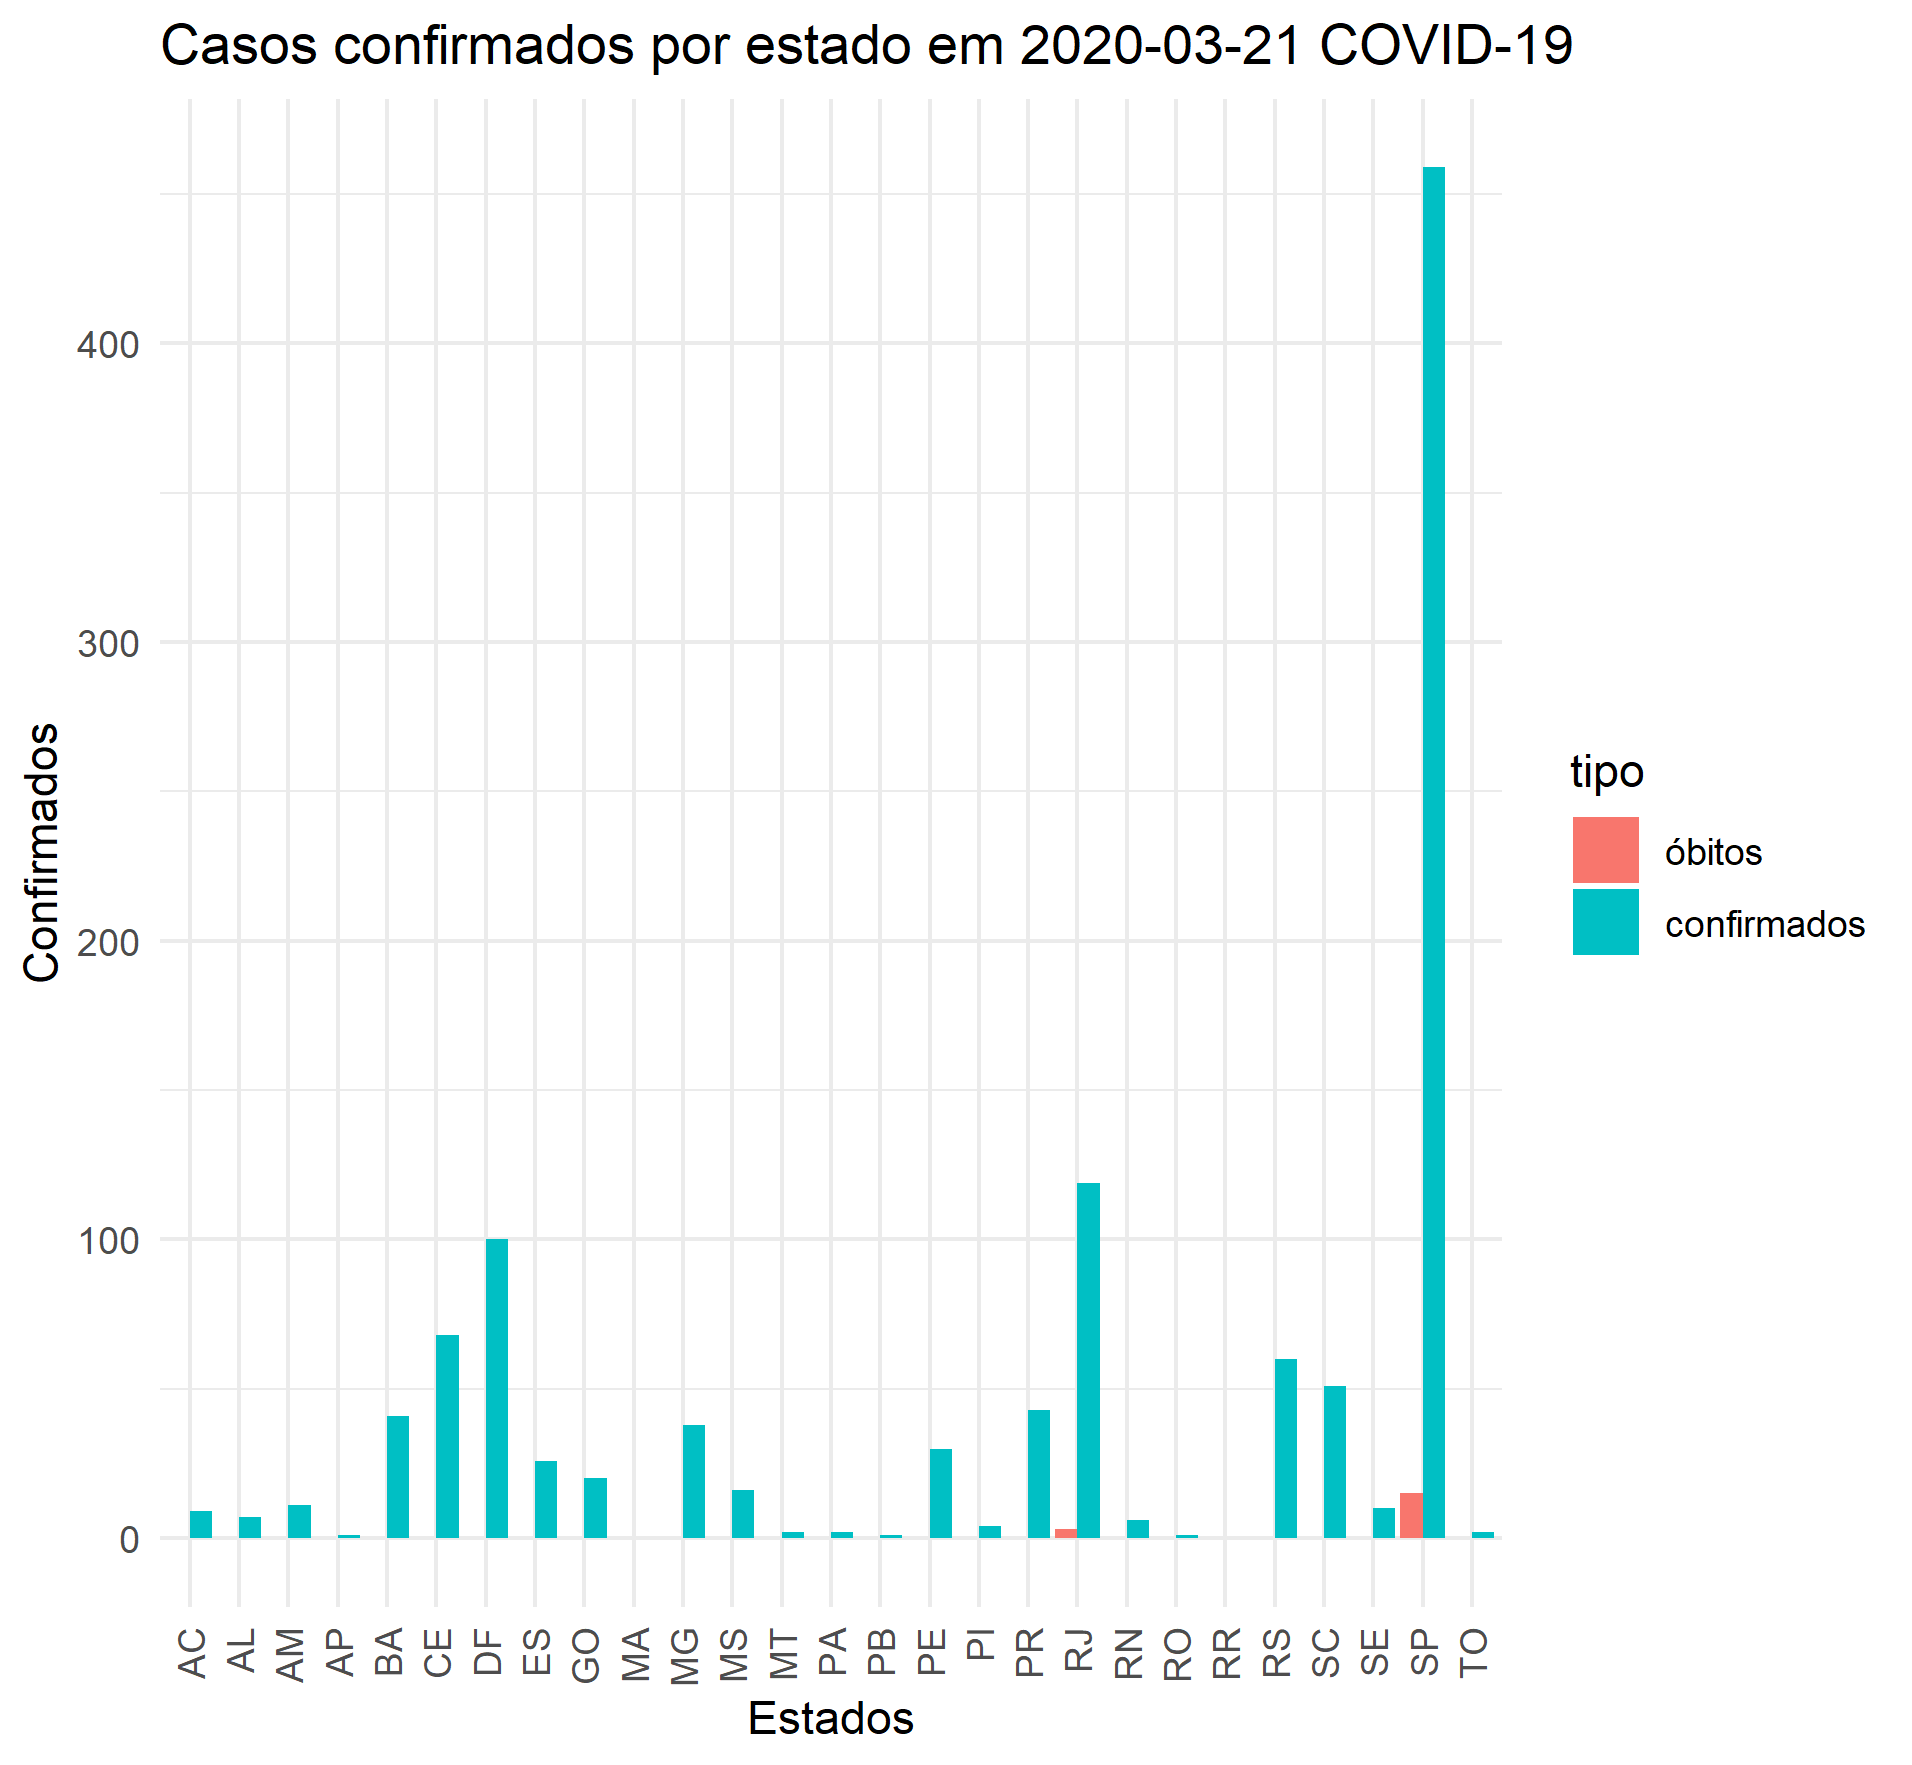 Casos confirmados por estado em 2020-03-21 COVID-19
Confirmados
400
300
200
100
0
AC AL AM AP BA CE DF ES GO MA MG MS MT PA PB PE PI PR RJ RN RO RR RS SC SE SP TO
Estados
tipo
óbitos
confirmados